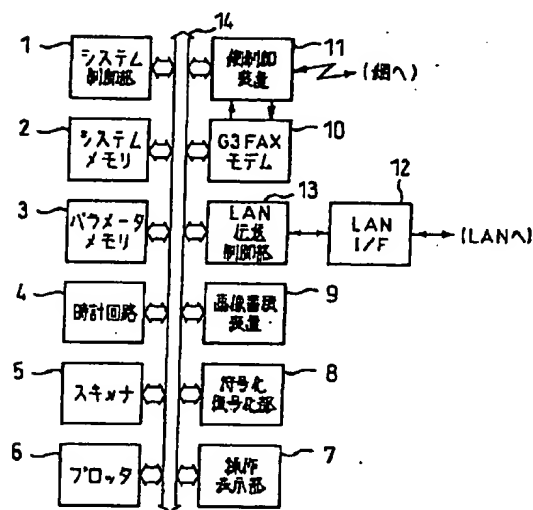 14
1
システム
制御部
11
網制御
装置
(網へ)
2
システム
メモリ
10
G3 FAX
モデム
3
パラメータ
メモリ
13
LAN
伝送
制御部
12
LAN
I/F
(LANへ)
4
時計回路
9
画像蓄積
装置
5
スキャナ
8
符号化
復号化部
6
プロッタ
7
操作
表示部